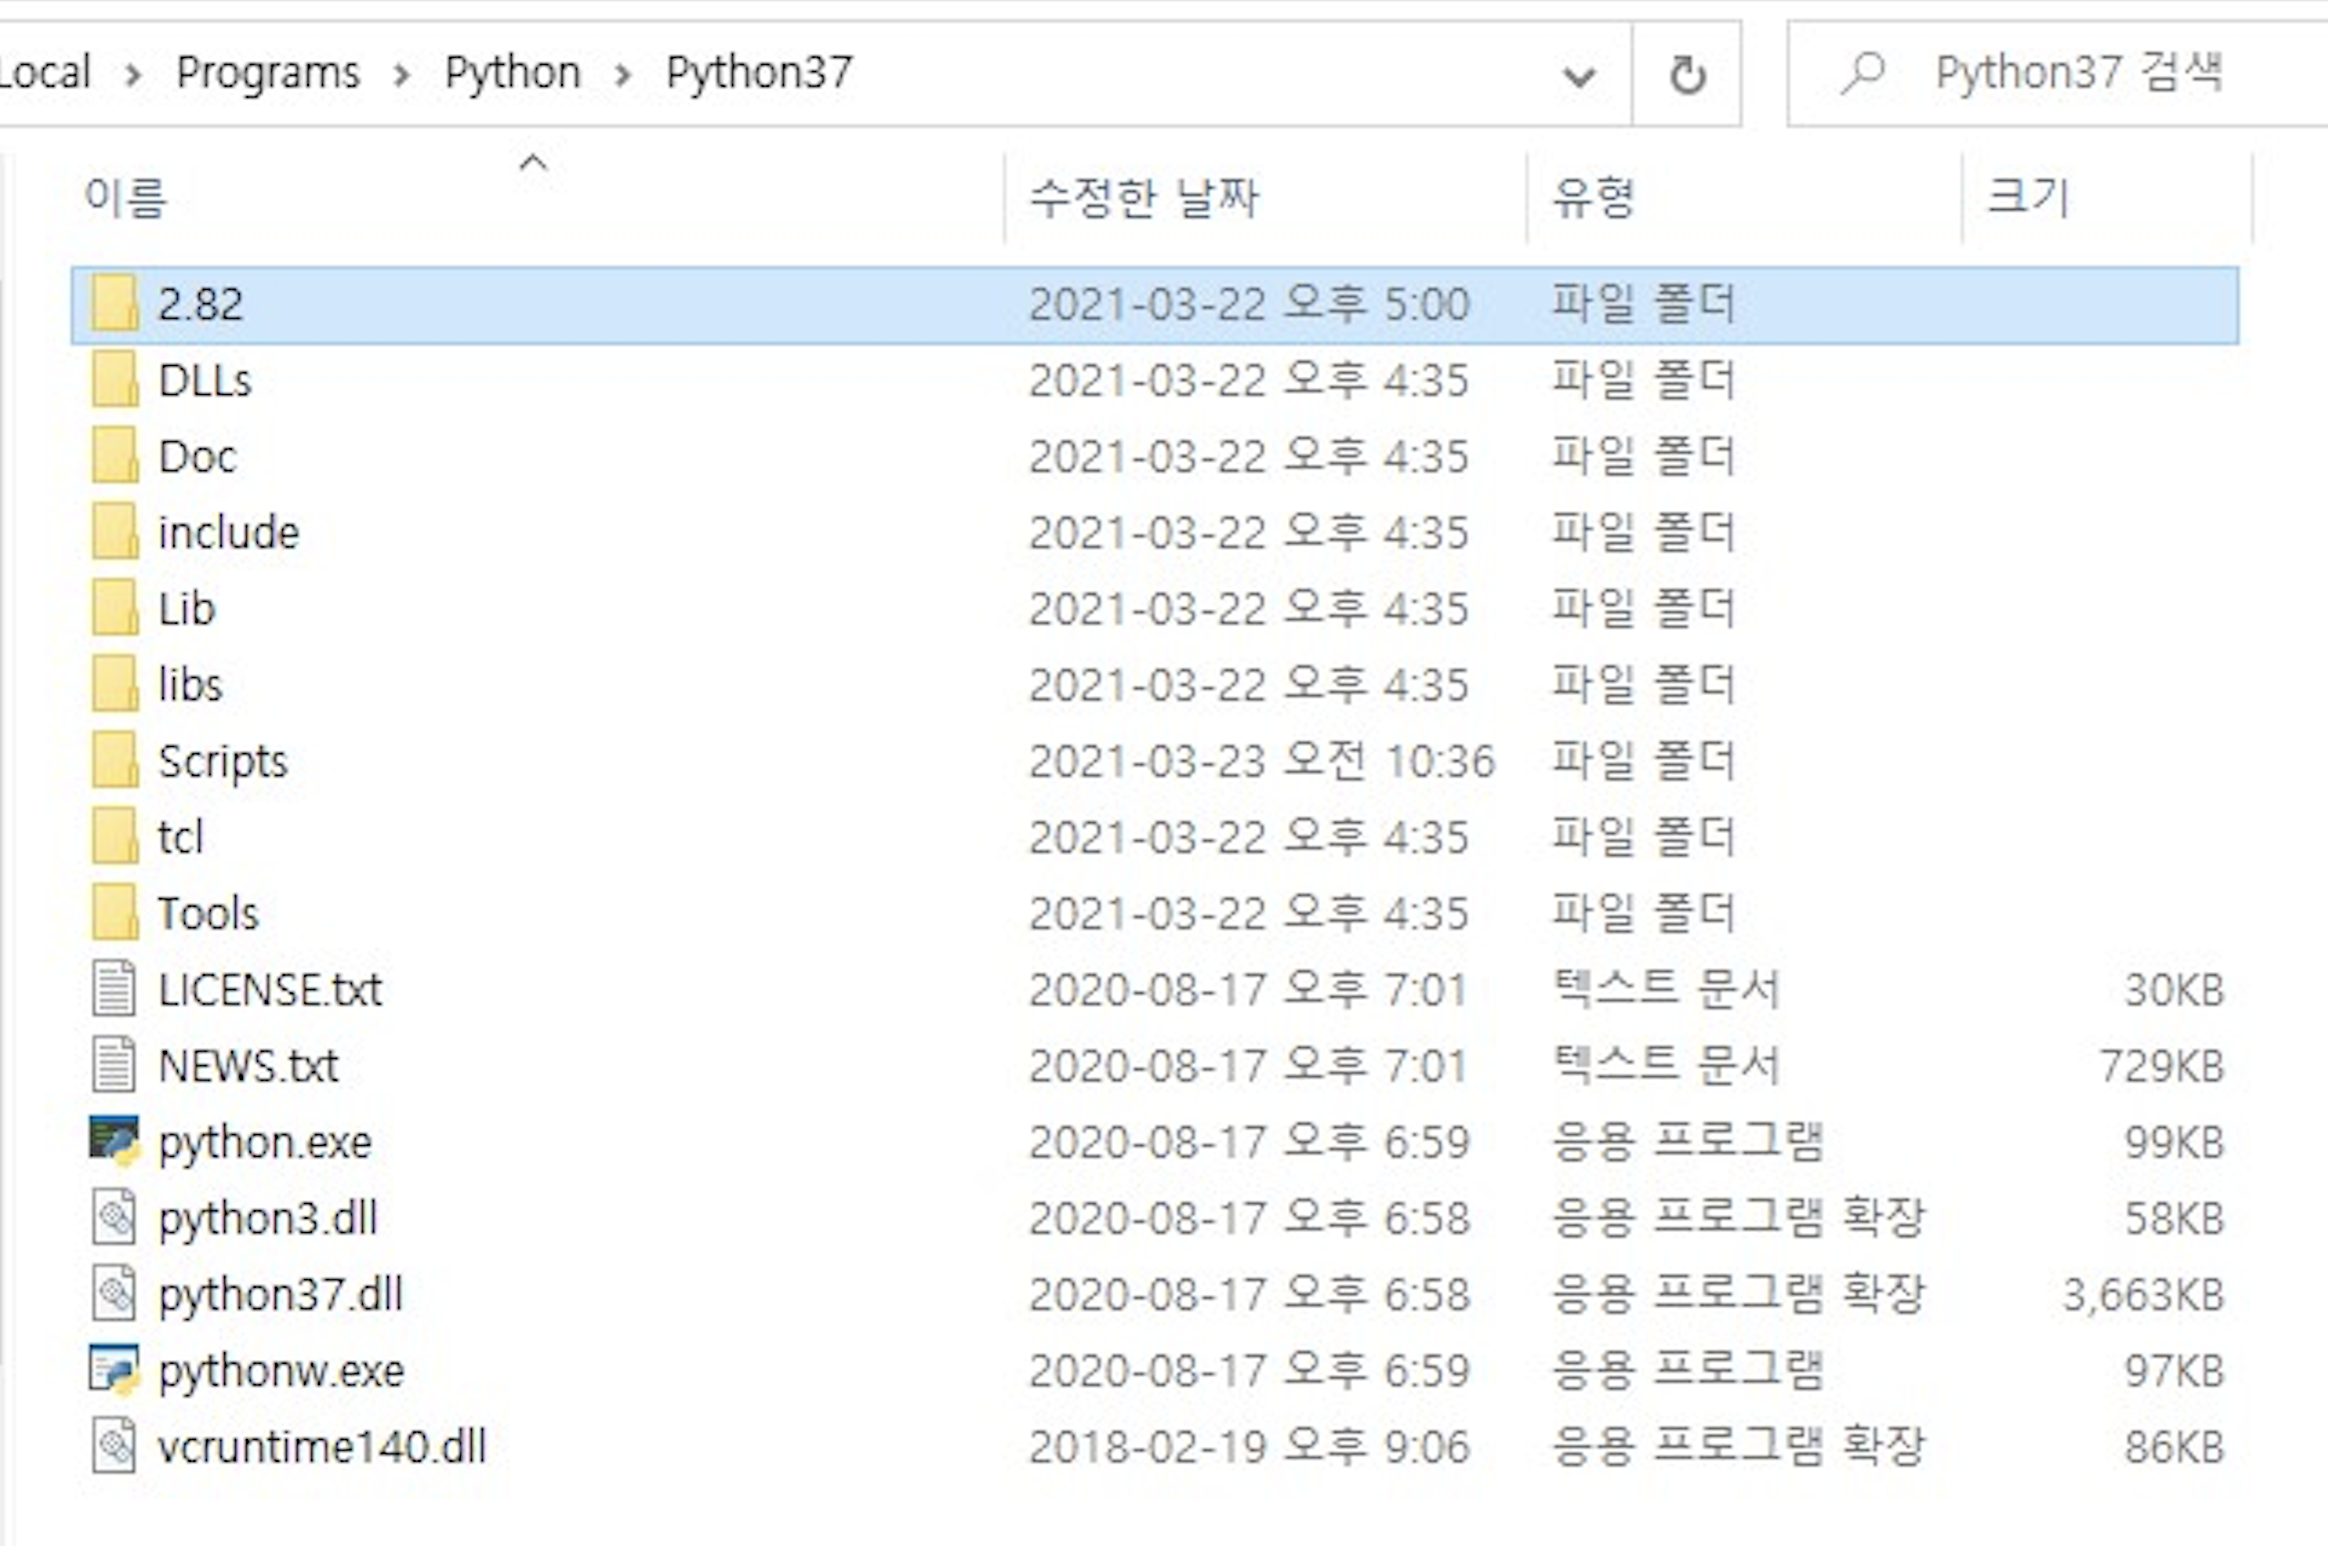 Local › Programs › Python › Python37 Python37 검색
이름 수정한 날짜 유형 크기
2.82 2021-03-22 오후 5:00 파일 폴더
DLLs 2021-03-22 오후 4:35 파일 폴더
Doc 2021-03-22 오후 4:35 파일 폴더
include 2021-03-22 오후 4:35 파일 폴더
Lib 2021-03-22 오후 4:35 파일 폴더
libs 2021-03-22 오후 4:35 파일 폴더
Scripts 2021-03-23 오전 10:36 파일 폴더
tcl 2021-03-22 오후 4:35 파일 폴더
Tools 2021-03-22 오후 4:35 파일 폴더
LICENSE.txt 2020-08-17 오후 7:01 텍스트 문서 30KB
NEWS.txt 2020-08-17 오후 7:01 텍스트 문서 729KB
python.exe 2020-08-17 오후 6:59 응용 프로그램 99KB
python3.dll 2020-08-17 오후 6:58 응용 프로그램 확장 58KB
python37.dll 2020-08-17 오후 6:58 응용 프로그램 확장 3,663KB
pythonw.exe 2020-08-17 오후 6:59 응용 프로그램 97KB
vcruntime140.dll 2018-02-19 오후 9:06 응용 프로그램 확장 86KB